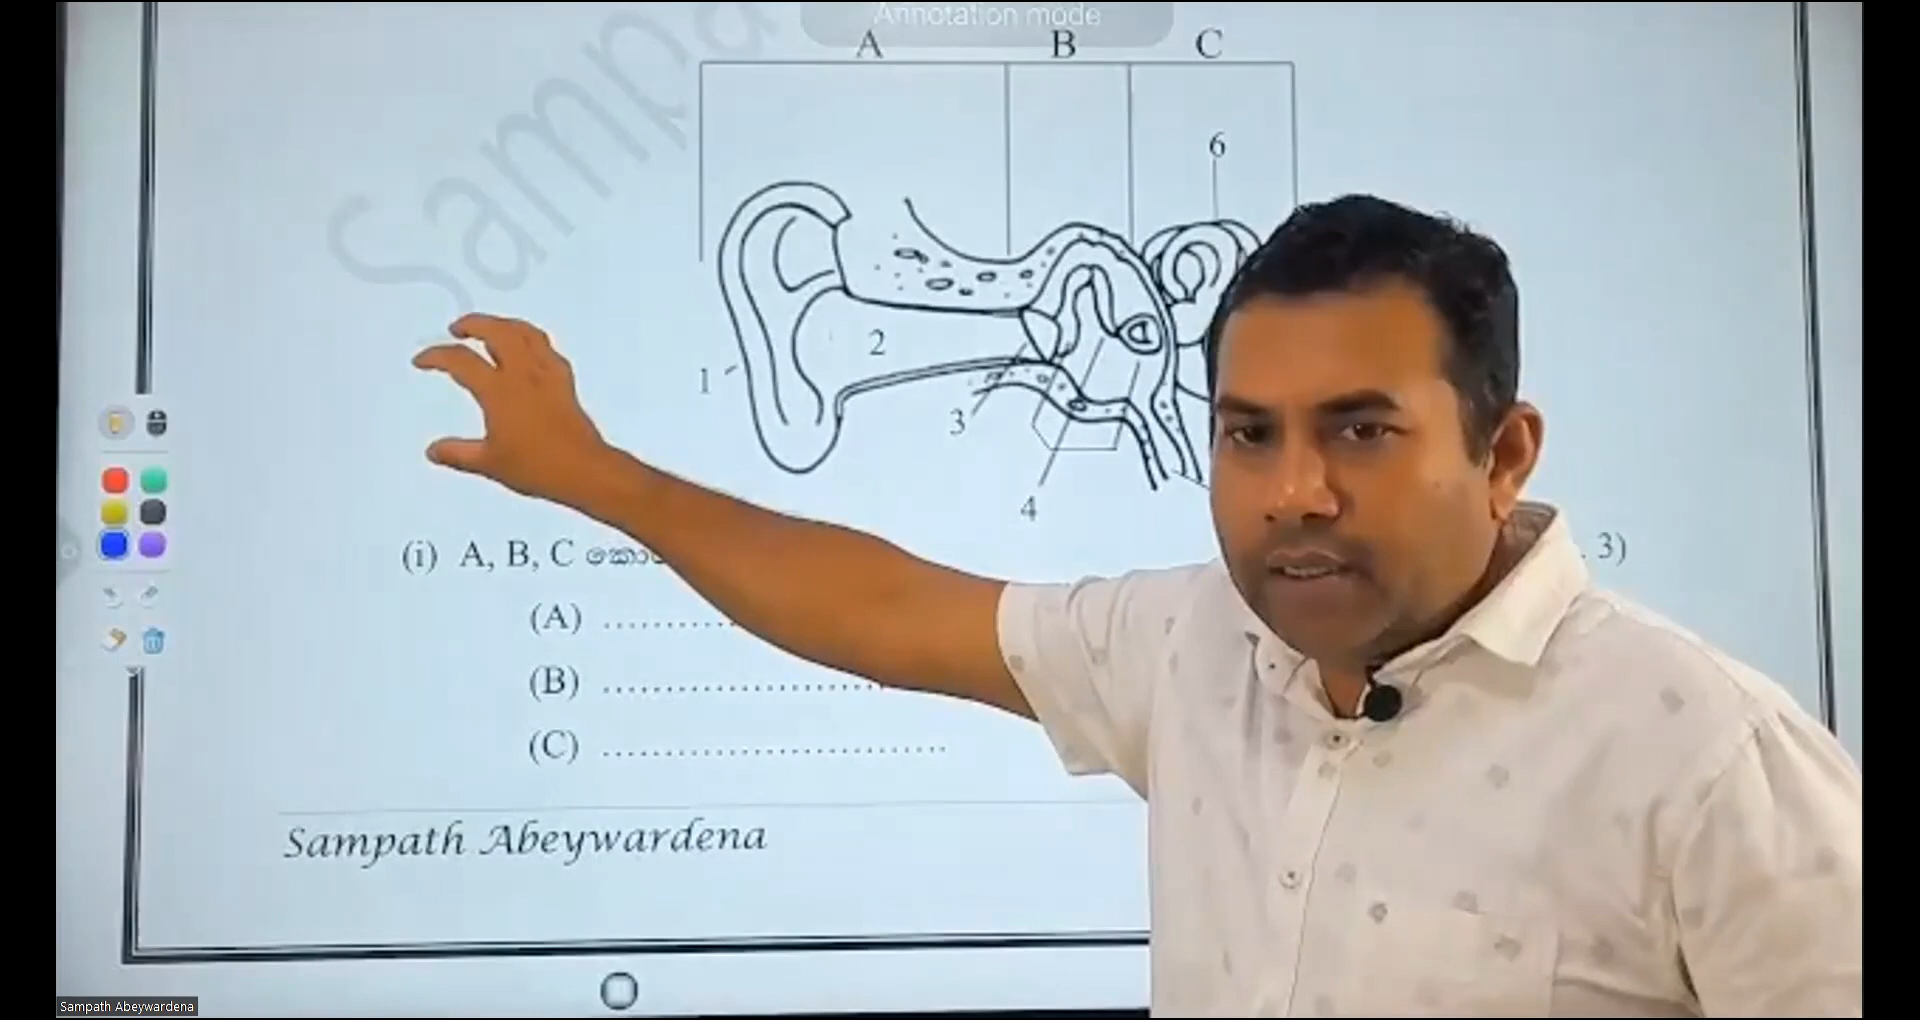 Annotation mode
A B C
6
2
1
3
4
(i) A, B, C
. 3)
(A) ....................
(B) ........................................
(C) ..................................................
Sampath Abeywardena
Sampath Abeywardena